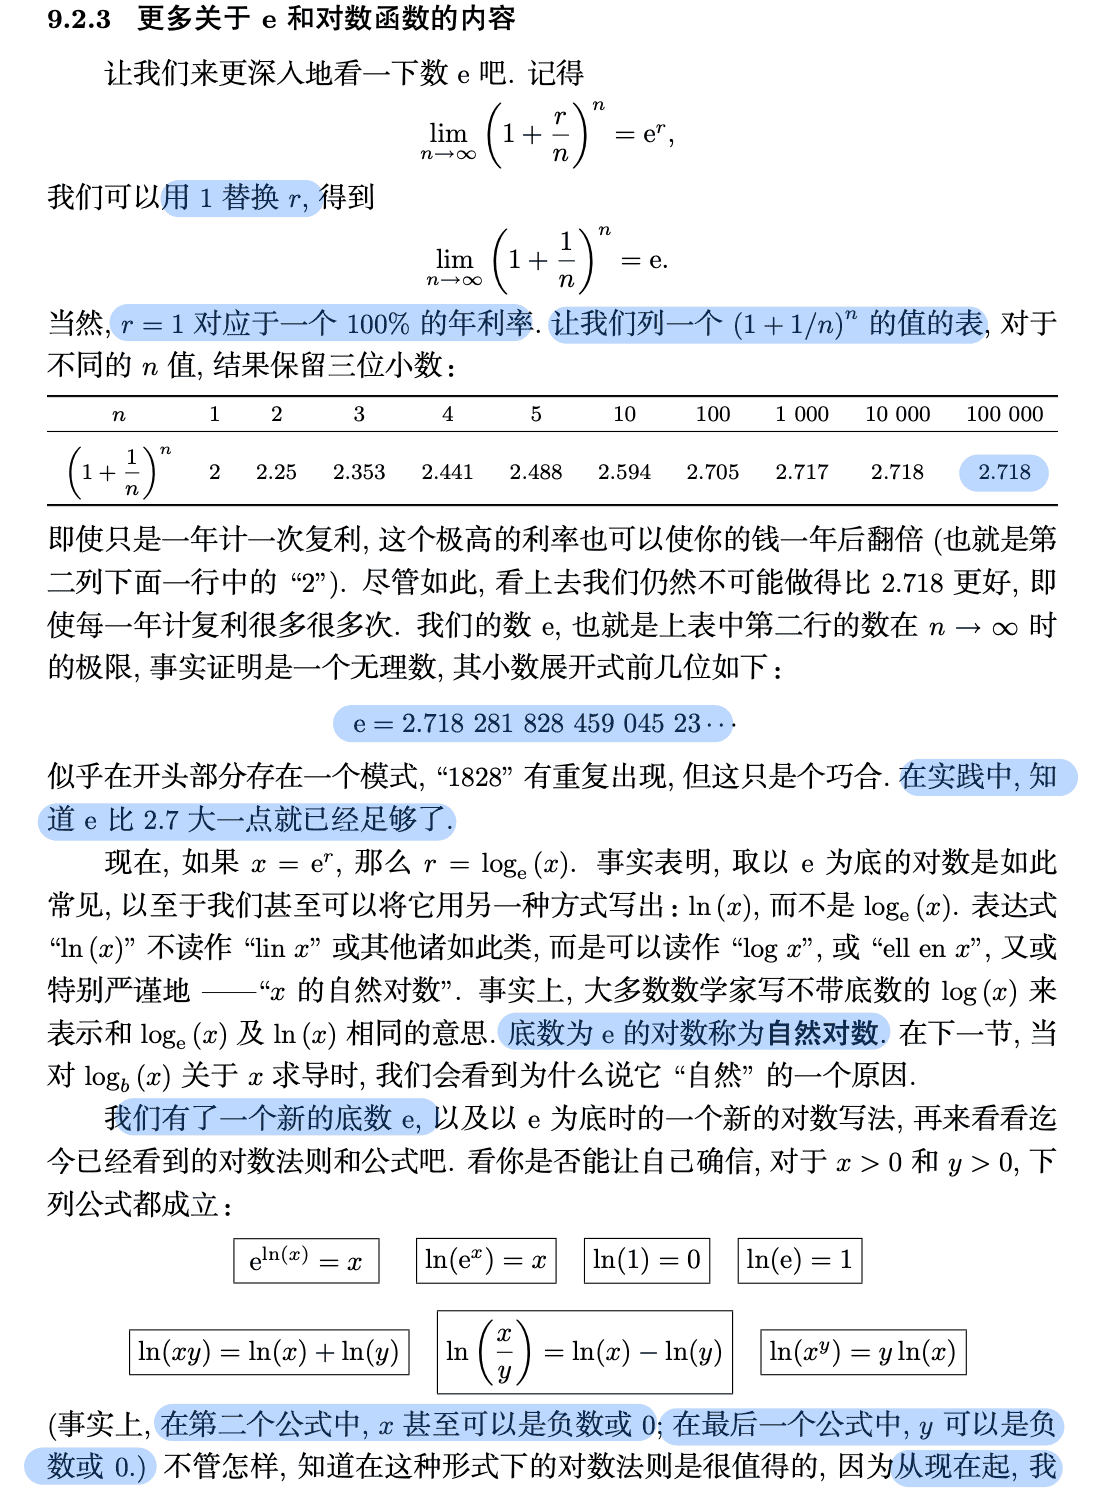 9.2.3 更多关于 e 和对数函数的内容
让我们来更深入地看一下数 e 吧. 记得
lim_{n→∞} (1 + r/n)^n = e^r,
我们可以用 1 替换 r, 得到
lim_{n→∞} (1 + 1/n)^n = e.
当然, r = 1 对应于一个 100% 的年利率. 让我们列一个 (1 + 1/n)^n 的值的表, 对于
不同的 n 值, 结果保留三位小数:
n 1 2 3 4 5 10 100 1 000 10 000 100 000
(1 + 1/n)^n 2 2.25 2.353 2.441 2.488 2.594 2.705 2.717 2.718 2.718
即使只是一年计一次复利, 这个极高的利率也可以使你的钱一年后翻倍 (也就是第
二列下面一行中的 “2”). 尽管如此, 看上去我们仍然不可能做得比 2.718 更好, 即
使每一年计复利很多很多次. 我们的数 e, 也就是上表中第二行的数在 n → ∞ 时
的极限, 事实证明是一个无理数, 其小数展开式前几位如下:
e = 2.718 281 828 459 045 23···
似乎在开头部分存在一个模式, “1828” 有重复出现, 但这只是个巧合. 在实践中, 知
道 e 比 2.7 大一点就已经足够了.
现在, 如果 x = e^r, 那么 r = log_e (x). 事实表明, 取以 e 为底的对数是如此
常见, 以至于我们甚至可以将它用另一种方式写出: ln (x), 而不是 log_e (x). 表达式
“ln (x)” 不读作 “lin x” 或其他诸如此类, 而是可以读作 “log x”, 或 “ell en x”, 又或
特别严谨地 ——“x 的自然对数”. 事实上, 大多数数学家写不带底数的 log (x) 来
表示和 log_e (x) 及 ln (x) 相同的意思. 底数为 e 的对数称为自然对数. 在下一节, 当
对 log_b (x) 关于 x 求导时, 我们会看到为什么说它 “自然” 的一个原因.
我们有了一个新的底数 e, 以及以 e 为底时的一个新的对数写法, 再来看看迄
今已经看到的对数法则和公式吧. 看你是否能让自己确信, 对于 x > 0 和 y > 0, 下
列公式都成立:
e^{ln(x)} = x ln(e^x) = x ln(1) = 0 ln(e) = 1
ln(xy) = ln(x) + ln(y) ln(x/y) = ln(x) − ln(y) ln(x^y) = y ln(x)
(事实上, 在第二个公式中, x 甚至可以是负数或 0; 在最后一个公式中, y 可以是负
数或 0.) 不管怎样, 知道在这种形式下的对数法则是很值得的, 因为从现在起, 我